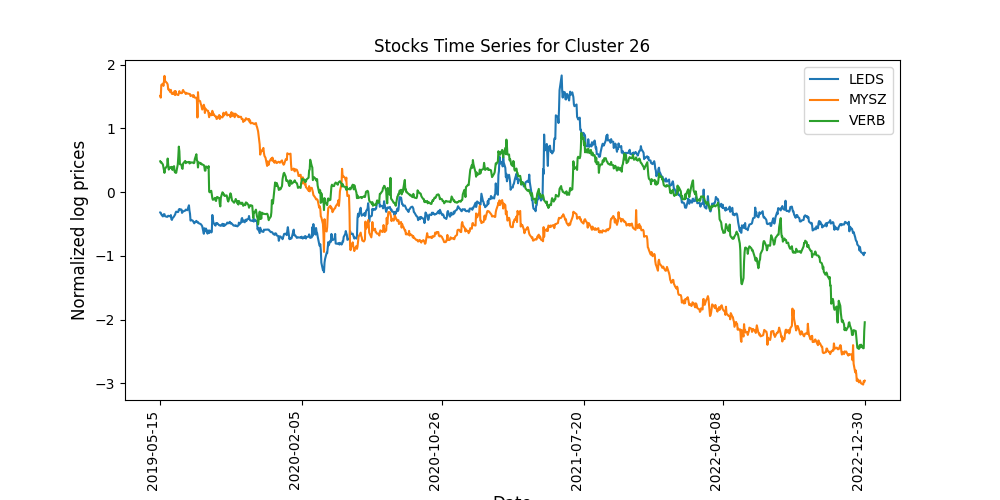 Stocks Time Series for Cluster 26
LEDS
MYSZ
VERB
Normalized log prices
2
1
0
−1
−2
−3
2019-05-15
2020-02-05
2020-10-26
2021-07-20
2022-04-08
2022-12-30
Date